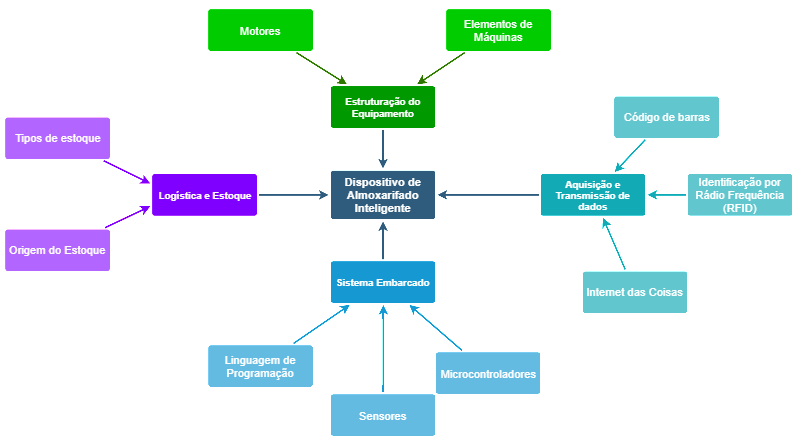 Motores
Elementos de
Máquinas
Estruturação do
Equipamento
Código de barras
Tipos de estoque
Logística e Estoque
Dispositivo de
Almoxarifado
Inteligente
Aquisição e
Transmissão de
dados
Identificação por
Rádio Frequência
(RFID)
Origem do Estoque
Sistema Embarcado
Internet das Coisas
Linguagem de
Programação
Microcontroladores
Sensores